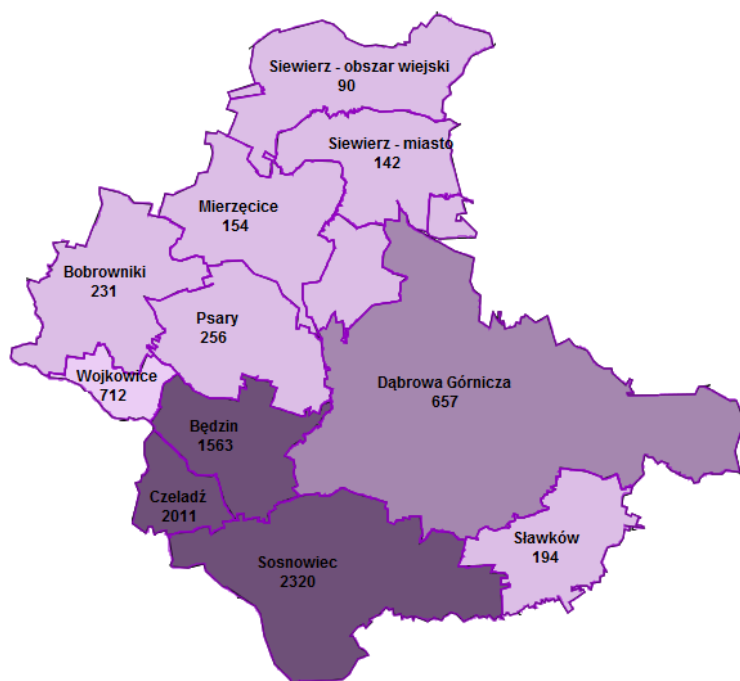 Siewierz - obszar wiejski
90
Siewierz - miasto
142
Mierzęcice
154
Bobrowniki
231
Psary
256
Wojkowice
712
Dąbrowa Górnicza
657
Będzin
1563
Czeladź
2011
Sławków
194
Sosnowiec
2320